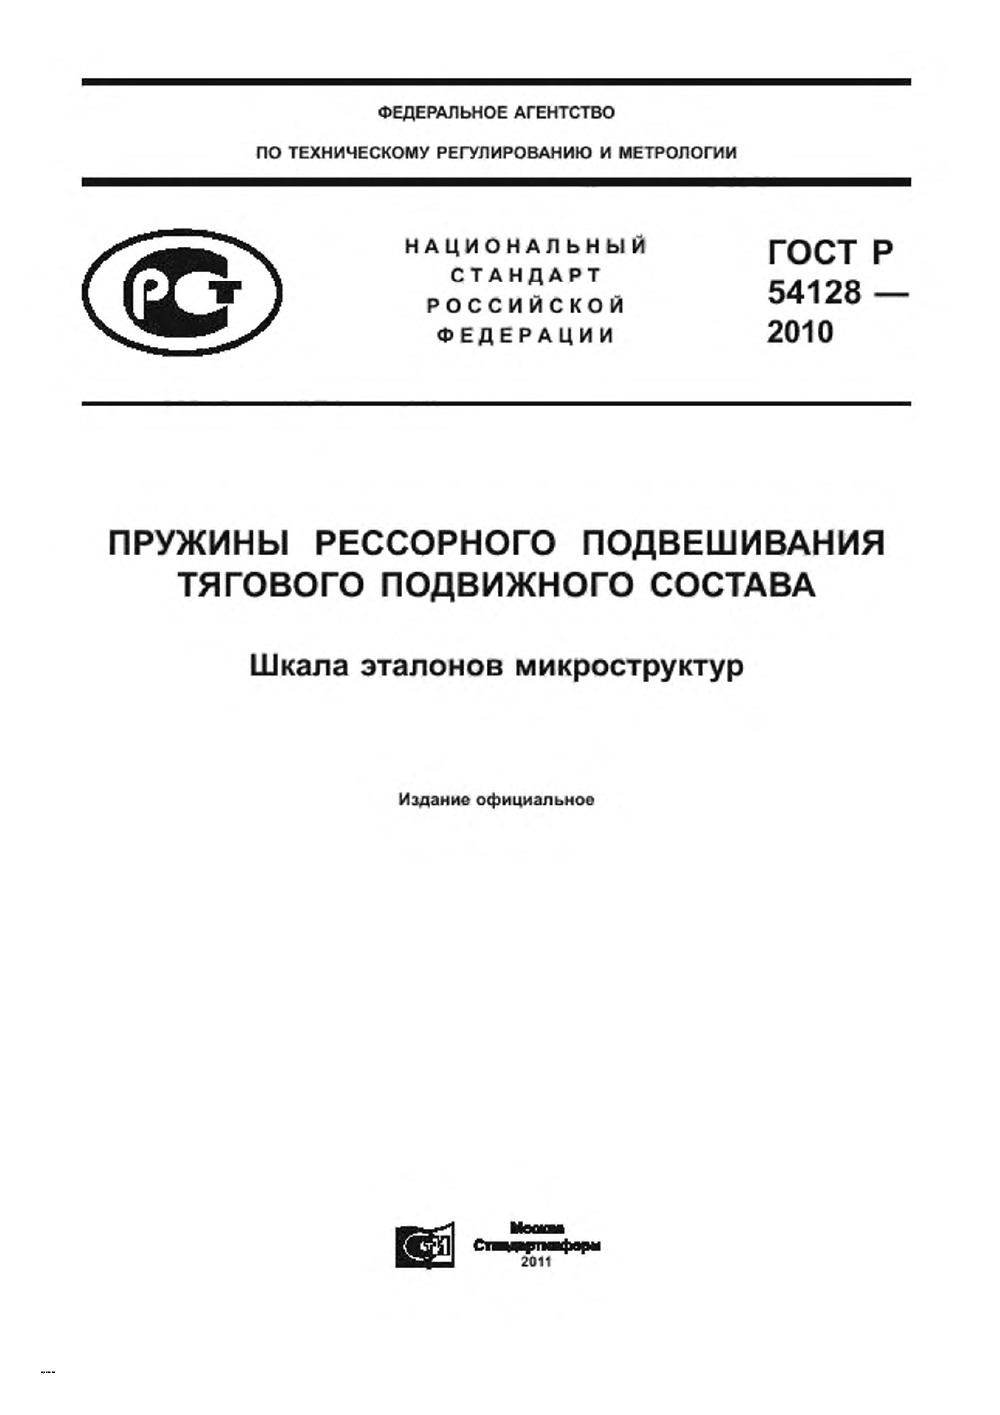 ФЕДЕРАЛЬНОЕ АГЕНТСТВО
ПО ТЕХНИЧЕСКОМУ РЕГУЛИРОВАНИЮ И МЕТРОЛОГИИ
РСТ
НАЦИОНАЛЬНЫЙ
СТАНДАРТ
РОССИЙСКОЙ
ФЕДЕРАЦИИ
ГОСТ Р
54128 —
2010
ПРУЖИНЫ РЕССОРНОГО ПОДВЕШИВАНИЯ
ТЯГОВОГО ПОДВИЖНОГО СОСТАВА
Шкала эталонов микроструктур
Издание официальное
Москва
Стандартинформ
2011